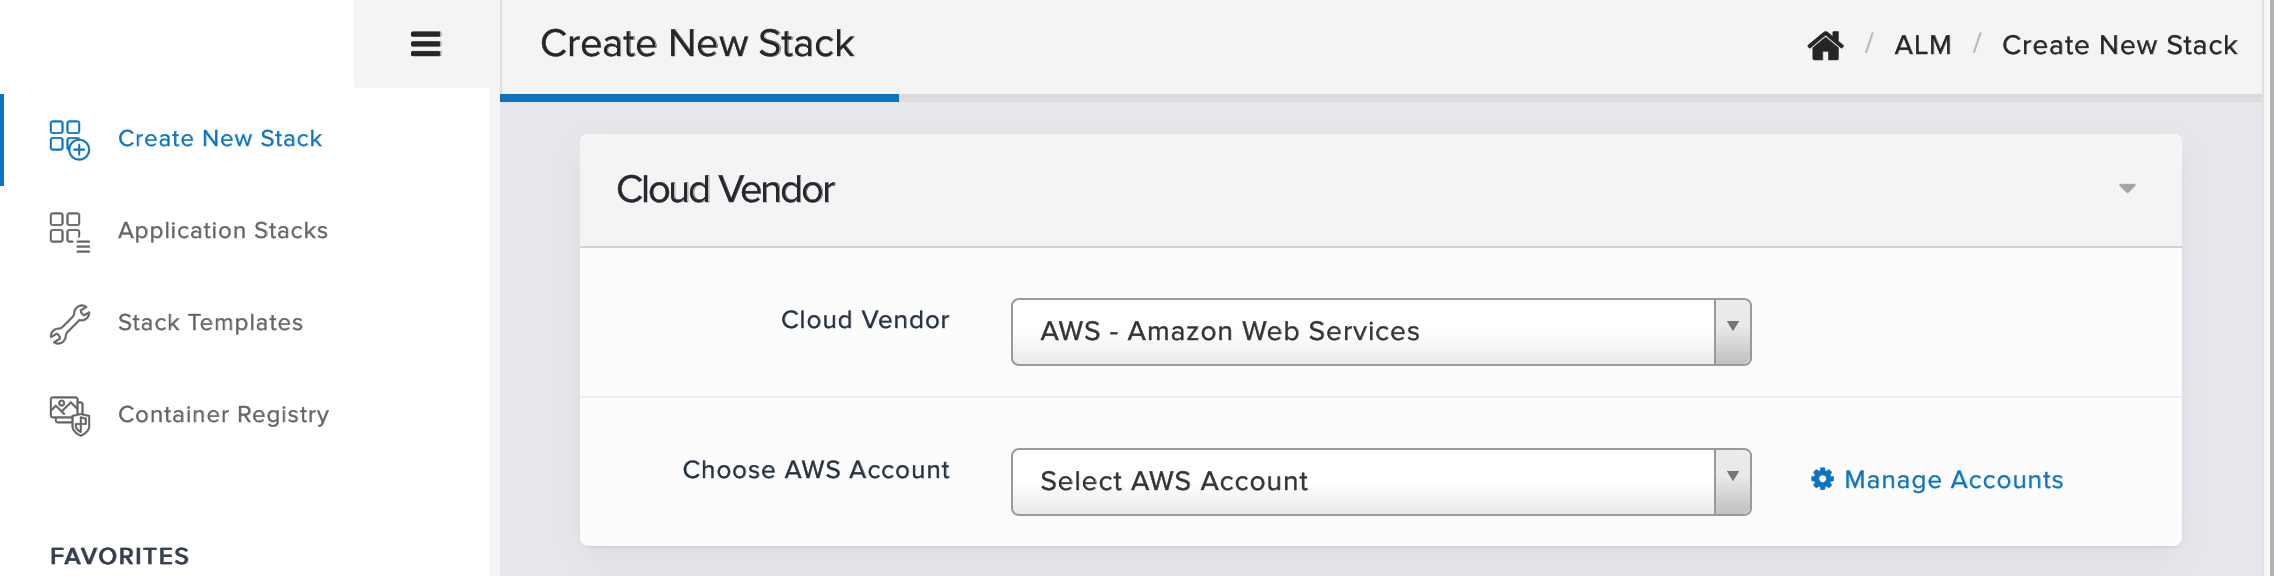 Create New Stack
/ ALM / Create New Stack
Create New Stack
Application Stacks
Stack Templates
Container Registry
FAVORITES
Cloud Vendor
Cloud Vendor
AWS - Amazon Web Services
Choose AWS Account
Select AWS Account
Manage Accounts